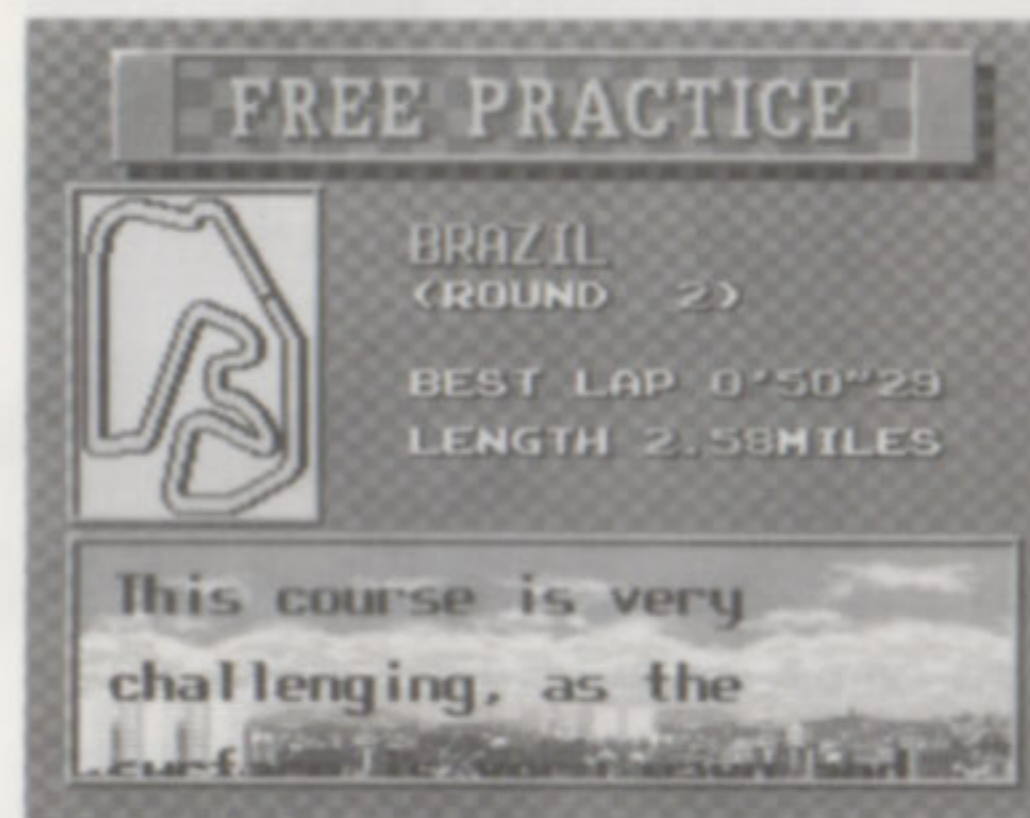 FREE PRACTICE
BRAZIL
(ROUND 2)
BEST LAP 0'50"29
LENGTH 2.58MILES
This course is very
challenging, as the